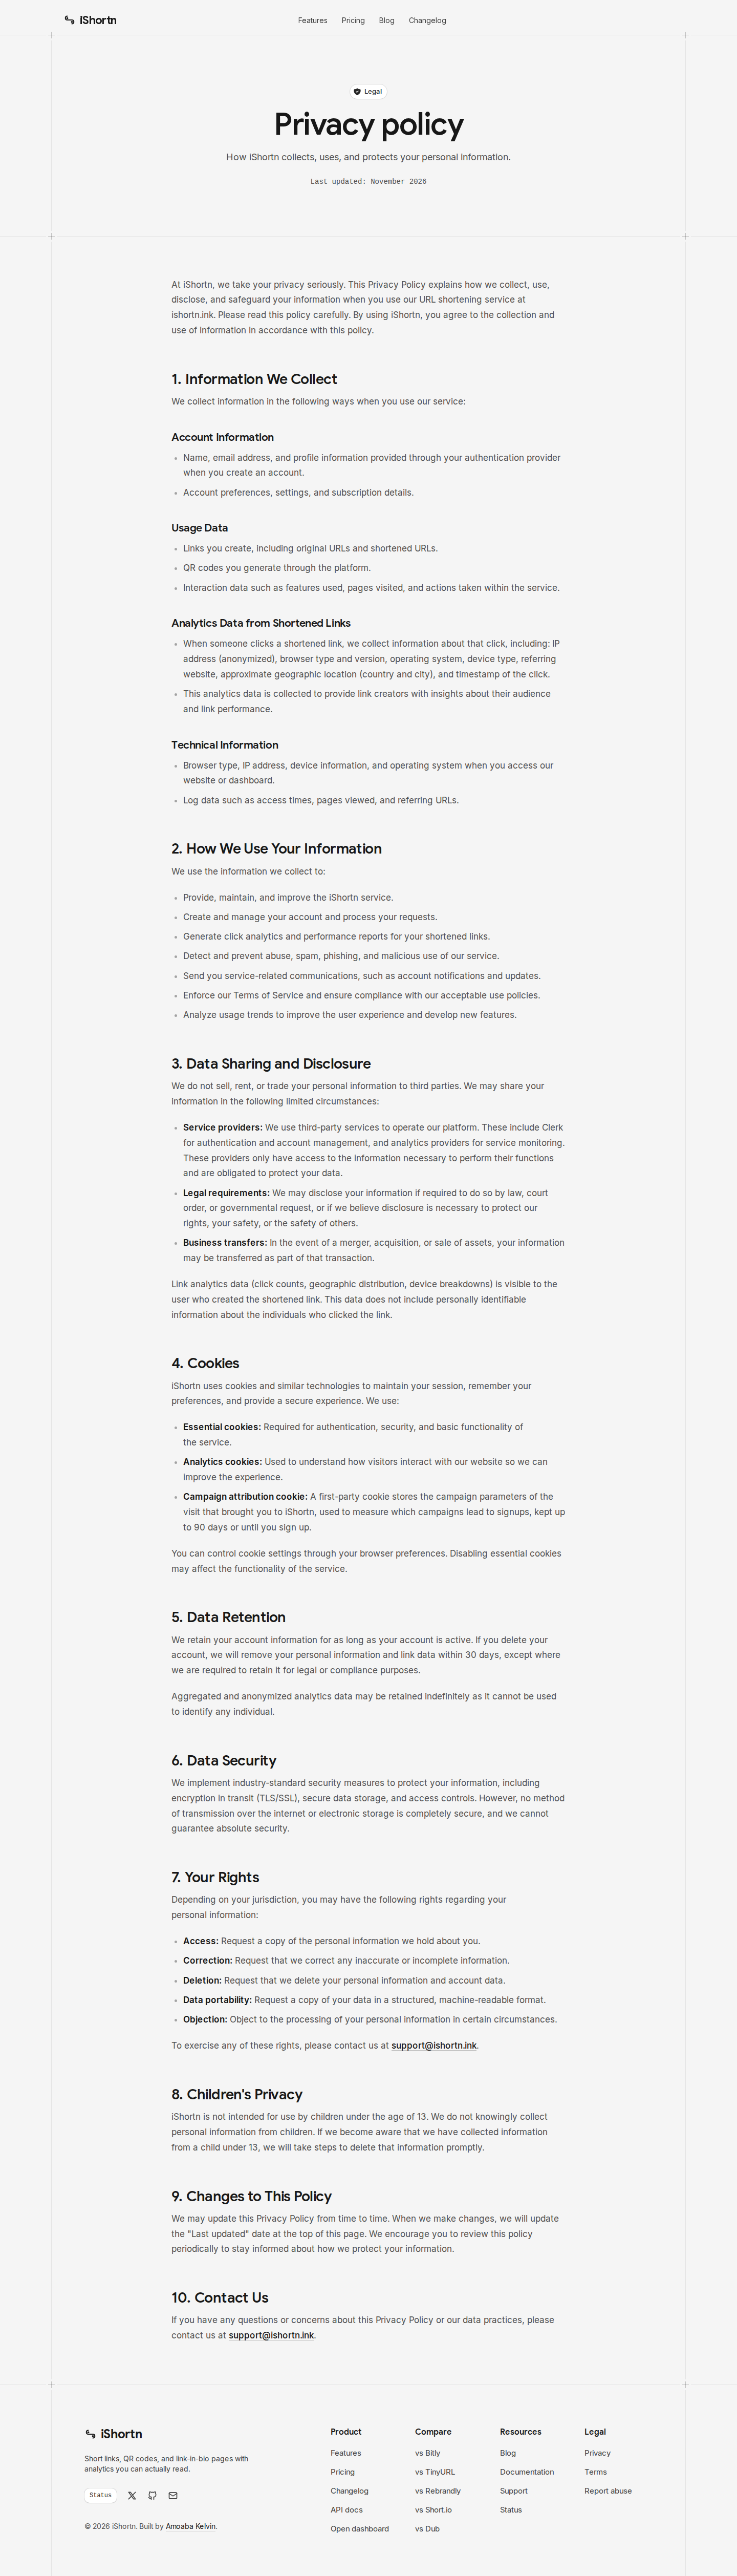 iShortn
Features Pricing Blog Changelog
Legal
Privacy policy
How iShortn collects, uses, and protects your personal information.
Last updated: November 2026
At iShortn, we take your privacy seriously. This Privacy Policy explains how we collect, use,
disclose, and safeguard your information when you use our URL shortening service at
ishortn.ink. Please read this policy carefully. By using iShortn, you agree to the collection and
use of information in accordance with this policy.
1. Information We Collect
We collect information in the following ways when you use our service:
Account Information
• Name, email address, and profile information provided through your authentication provider
when you create an account.
• Account preferences, settings, and subscription details.
Usage Data
• Links you create, including original URLs and shortened URLs.
• QR codes you generate through the platform.
• Interaction data such as features used, pages visited, and actions taken within the service.
Analytics Data from Shortened Links
• When someone clicks a shortened link, we collect information about that click, including: IP
address (anonymized), browser type and version, operating system, device type, referring
website, approximate geographic location (country and city), and timestamp of the click.
• This analytics data is collected to provide link creators with insights about their audience
and link performance.
Technical Information
• Browser type, IP address, device information, and operating system when you access our
website or dashboard.
• Log data such as access times, pages viewed, and referring URLs.
2. How We Use Your Information
We use the information we collect to:
• Provide, maintain, and improve the iShortn service.
• Create and manage your account and process your requests.
• Generate click analytics and performance reports for your shortened links.
• Detect and prevent abuse, spam, phishing, and malicious use of our service.
• Send you service-related communications, such as account notifications and updates.
• Enforce our Terms of Service and ensure compliance with our acceptable use policies.
• Analyze usage trends to improve the user experience and develop new features.
3. Data Sharing and Disclosure
We do not sell, rent, or trade your personal information to third parties. We may share your
information in the following limited circumstances:
• Service providers: We use third-party services to operate our platform. These include Clerk
for authentication and account management, and analytics providers for service monitoring.
These providers only have access to the information necessary to perform their functions
and are obligated to protect your data.
• Legal requirements: We may disclose your information if required to do so by law, court
order, or governmental request, or if we believe disclosure is necessary to protect our
rights, your safety, or the safety of others.
• Business transfers: In the event of a merger, acquisition, or sale of assets, your information
may be transferred as part of that transaction.
Link analytics data (click counts, geographic distribution, device breakdowns) is visible to the
user who created the shortened link. This data does not include personally identifiable
information about the individuals who clicked the link.
4. Cookies
iShortn uses cookies and similar technologies to maintain your session, remember your
preferences, and provide a secure experience. We use:
• Essential cookies: Required for authentication, security, and basic functionality of
the service.
• Analytics cookies: Used to understand how visitors interact with our website so we can
improve the experience.
• Campaign attribution cookie: A first-party cookie stores the campaign parameters of the
visit that brought you to iShortn, used to measure which campaigns lead to signups, kept up
to 90 days or until you sign up.
You can control cookie settings through your browser preferences. Disabling essential cookies
may affect the functionality of the service.
5. Data Retention
We retain your account information for as long as your account is active. If you delete your
account, we will remove your personal information and link data within 30 days, except where
we are required to retain it for legal or compliance purposes.
Aggregated and anonymized analytics data may be retained indefinitely as it cannot be used
to identify any individual.
6. Data Security
We implement industry-standard security measures to protect your information, including
encryption in transit (TLS/SSL), secure data storage, and access controls. However, no method
of transmission over the internet or electronic storage is completely secure, and we cannot
guarantee absolute security.
7. Your Rights
Depending on your jurisdiction, you may have the following rights regarding your
personal information:
• Access: Request a copy of the personal information we hold about you.
• Correction: Request that we correct any inaccurate or incomplete information.
• Deletion: Request that we delete your personal information and account data.
• Data portability: Request a copy of your data in a structured, machine-readable format.
• Objection: Object to the processing of your personal information in certain circumstances.
To exercise any of these rights, please contact us at support@ishortn.ink.
8. Children's Privacy
iShortn is not intended for use by children under the age of 13. We do not knowingly collect
personal information from children. If we become aware that we have collected information
from a child under 13, we will take steps to delete that information promptly.
9. Changes to This Policy
We may update this Privacy Policy from time to time. When we make changes, we will update
the "Last updated" date at the top of this page. We encourage you to review this policy
periodically to stay informed about how we protect your information.
10. Contact Us
If you have any questions or concerns about this Privacy Policy or our data practices, please
contact us at support@ishortn.ink.
iShortn
Short links, QR codes, and link-in-bio pages with
analytics you can actually read.
Status
© 2026 iShortn. Built by Amoaba Kelvin.
Product
Features
Pricing
Changelog
API docs
Open dashboard
Compare
vs Bitly
vs TinyURL
vs Rebrandly
vs Short.io
vs Dub
Resources
Blog
Documentation
Support
Status
Legal
Privacy
Terms
Report abuse